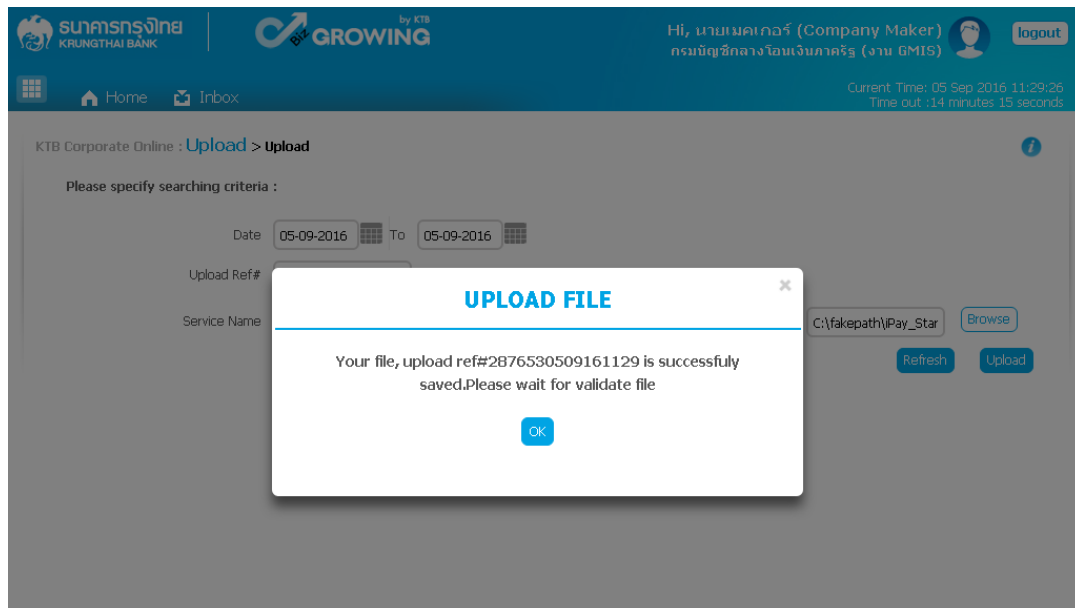 ธนาคารกรุงไทย
KRUNGTHAI BANK
by KTB
Biz GROWING
Hi, นายเมคเกอร์ (Company Maker)
กรมบัญชีกลางโอนเงินภาครัฐ (งาน GMIS)
logout
Home Inbox
Current Time: 05 Sep 2016 11:29:26
Time out :14 minutes 15 seconds
KTB Corporate Online : Upload > Upload
Please specify searching criteria :
Date 05-09-2016 To 05-09-2016
Upload Ref#
Service Name C:\fakepath\iPay_Star Browse
Refresh Upload
UPLOAD FILE
Your file, upload ref#2876530509161129 is successfuly
saved.Please wait for validate file
OK